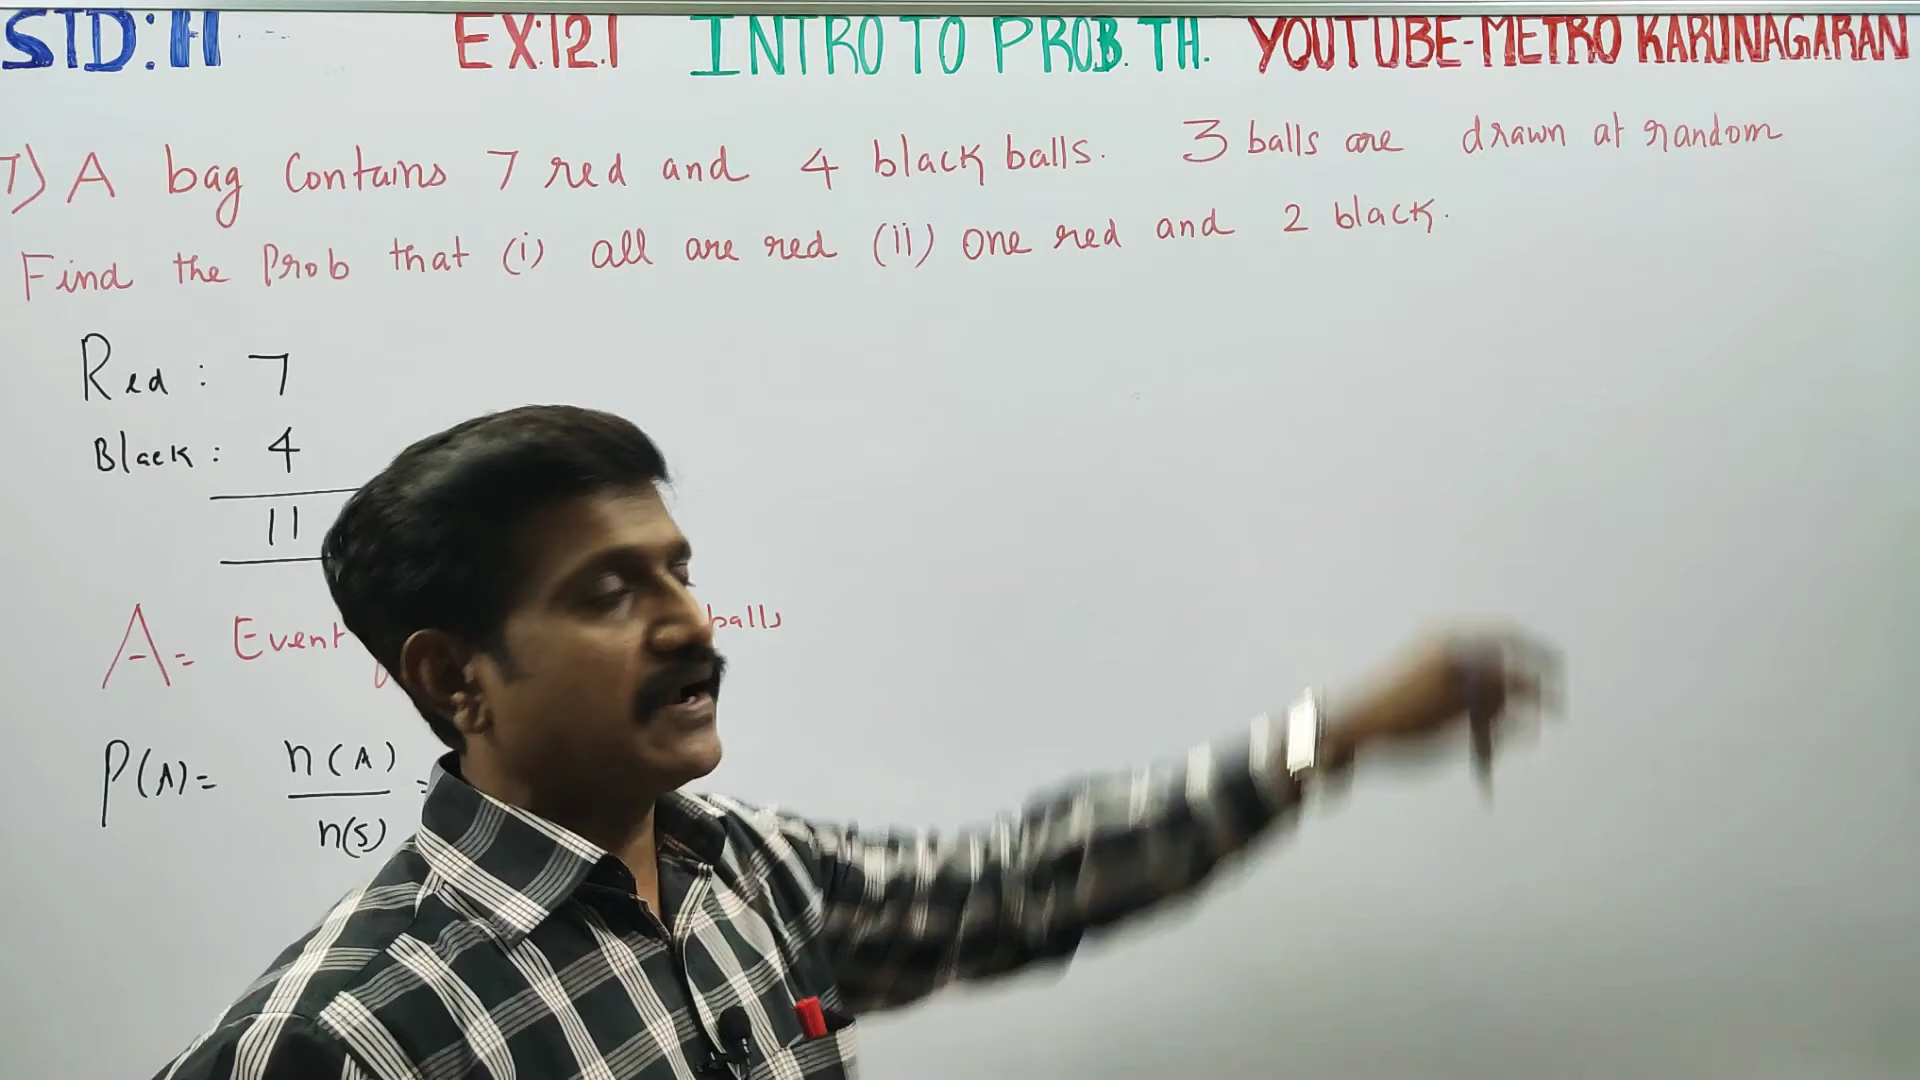 STD: 11 EX:12.1 INTRO TO PROB. TH. YOUTUBE-METRO KARUNAGARAN
7) A bag Contains 7 red and 4 black balls. 3 balls are drawn at random
Find the Prob that (i) all are red (ii) one red and 2 black.
Red : 7
Black : 4
11
A = Event balls
P(A) = n(A) / n(S) =